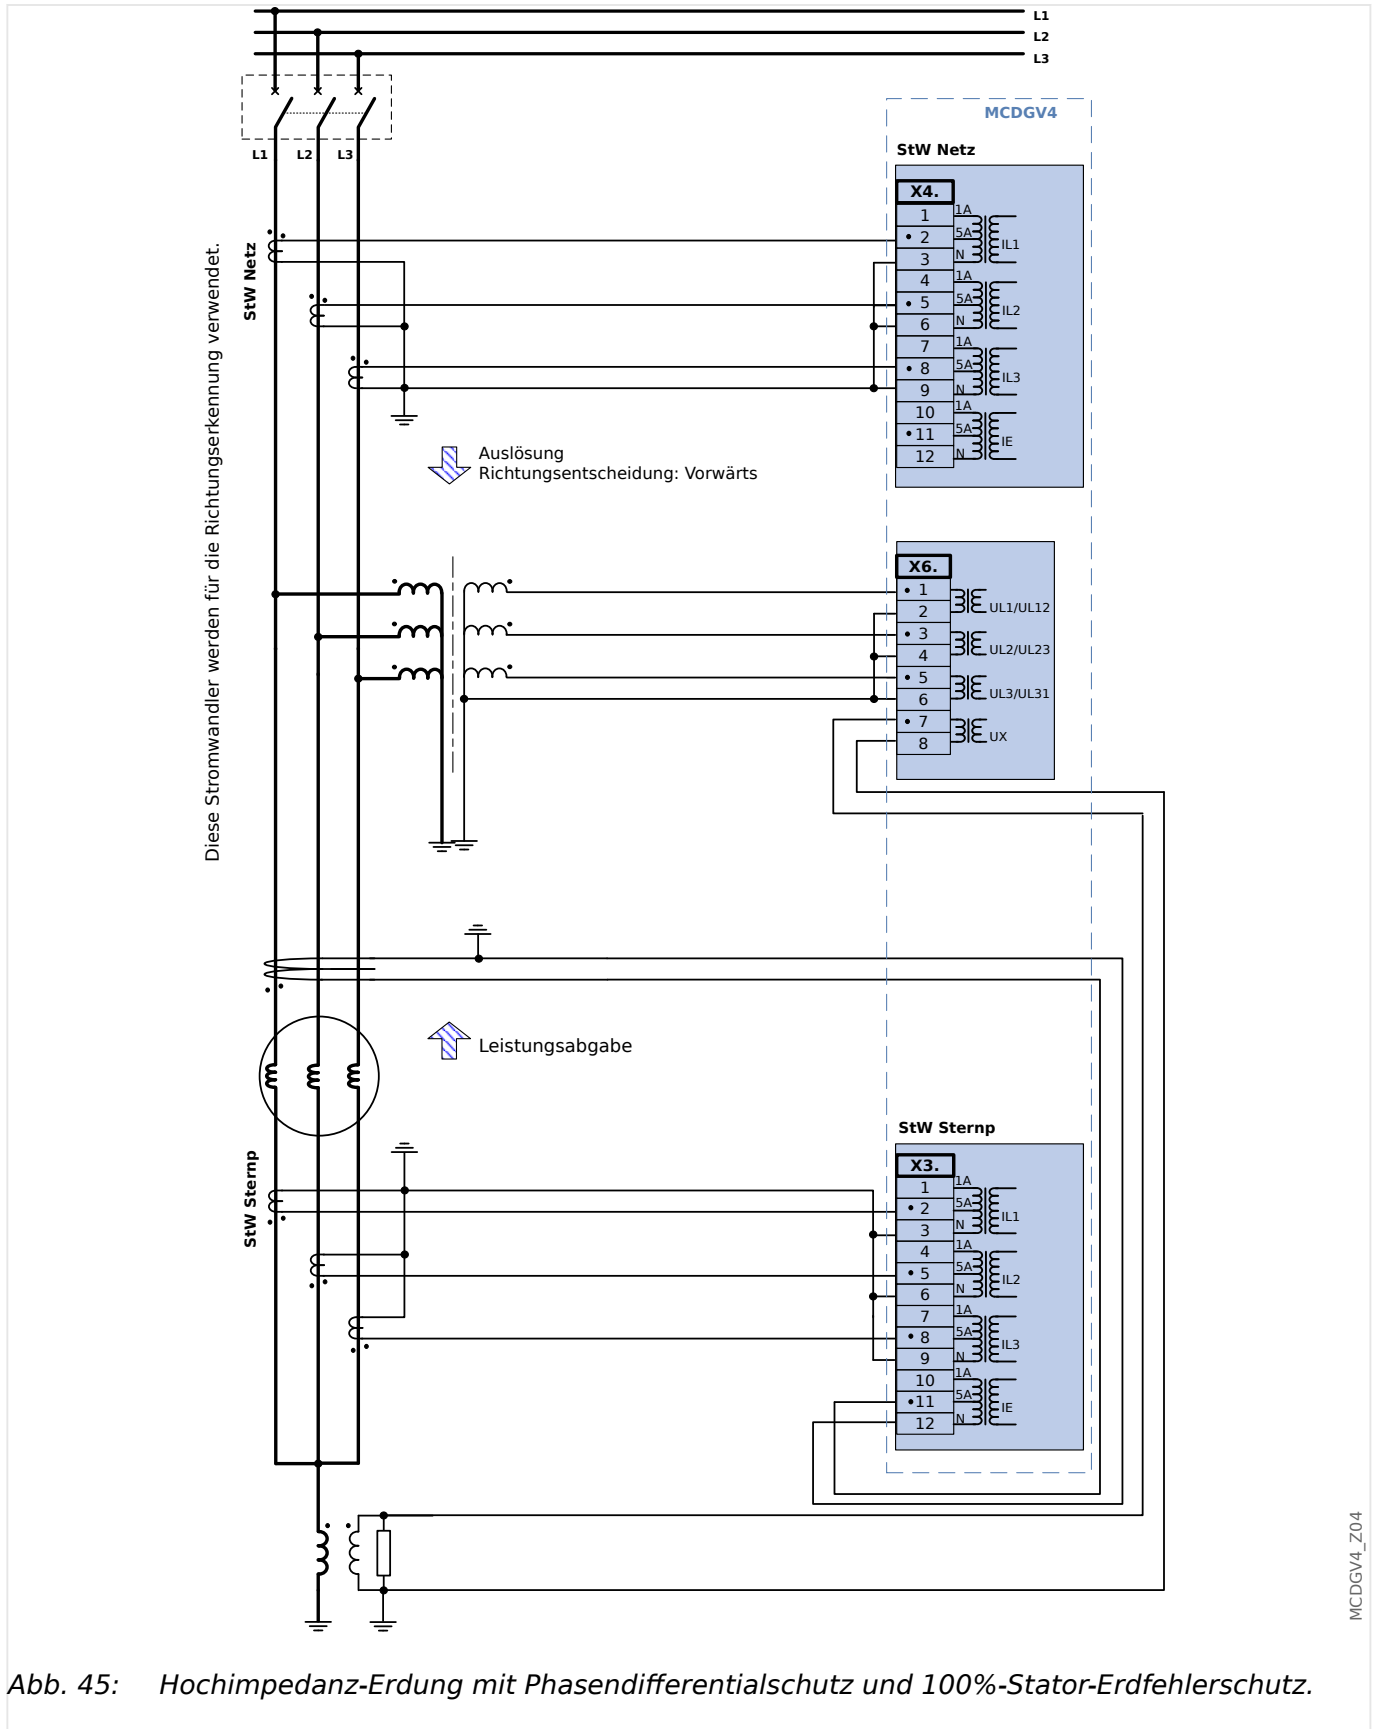 L1
L2
L3
L1
L2
L3
MCDGV4
StW Netz
X4.
1
1A
2
5A
IL1
3
N
4
1A
5
5A
IL2
6
N
7
1A
8
5A
IL3
9
N
10
1A
11
5A
IE
12
N
StW Netz
Diese Stromwandler werden für die Richtungserkennung verwendet.
Auslösung
Richtungsentscheidung: Vorwärts
X6.
1
UL1/UL12
2
3
UL2/UL23
4
5
UL3/UL31
6
7
UX
8
Leistungsabgabe
StW Sternp
StW Sternp
X3.
1
1A
2
5A
IL1
3
N
4
1A
5
5A
IL2
6
N
7
1A
8
5A
IL3
9
N
10
1A
11
5A
IE
12
N
MCDGV4_Z04
Abb. 45: Hochimpedanz-Erdung mit Phasendifferentialschutz und 100%-Stator-Erdfehlerschutz.